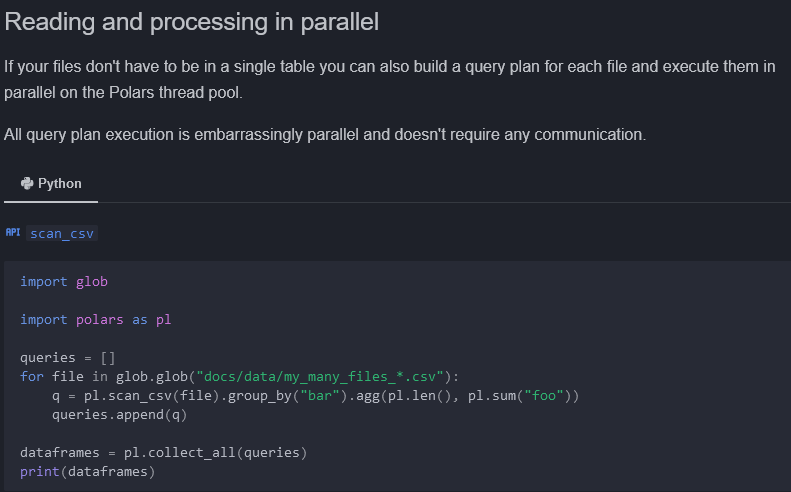 Reading and processing in parallel
If your files don't have to be in a single table you can also build a query plan for each file and execute them in
parallel on the Polars thread pool.
All query plan execution is embarrassingly parallel and doesn't require any communication.
Python
API scan_csv
import glob
import polars as pl
queries = []
for file in glob.glob("docs/data/my_many_files_*.csv"):
    q = pl.scan_csv(file).group_by("bar").agg(pl.len(), pl.sum("foo"))
    queries.append(q)
dataframes = pl.collect_all(queries)
print(dataframes)